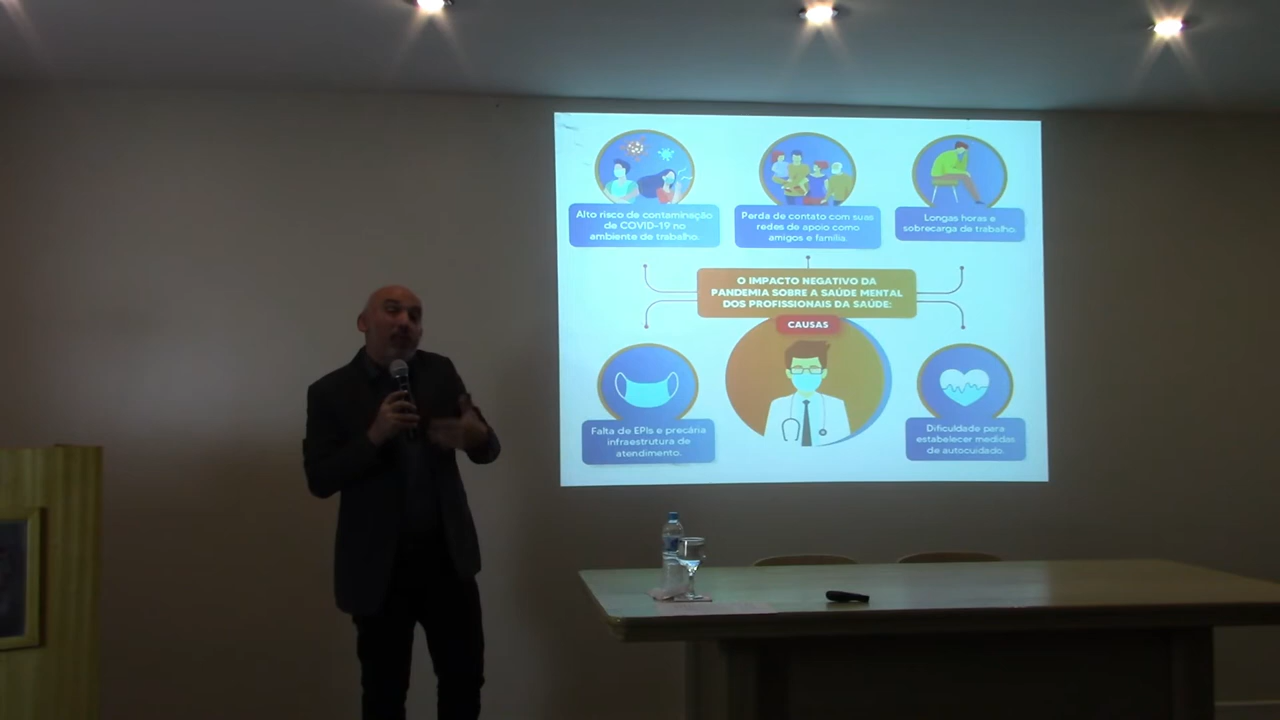 Alto risco de contaminação
de COVID-19 no
ambiente de trabalho.
Perda de contato com suas
redes de apoio como
amigos e família.
Longas horas e
sobrecarga de trabalho.
O IMPACTO NEGATIVO DA
PANDEMIA SOBRE A SAÚDE MENTAL
DOS PROFISSIONAIS DA SAÚDE:
CAUSAS
Falta de EPIs e precária
infraestrutura de
atendimento.
Dificuldade para
estabelecer medidas
de autocuidado.